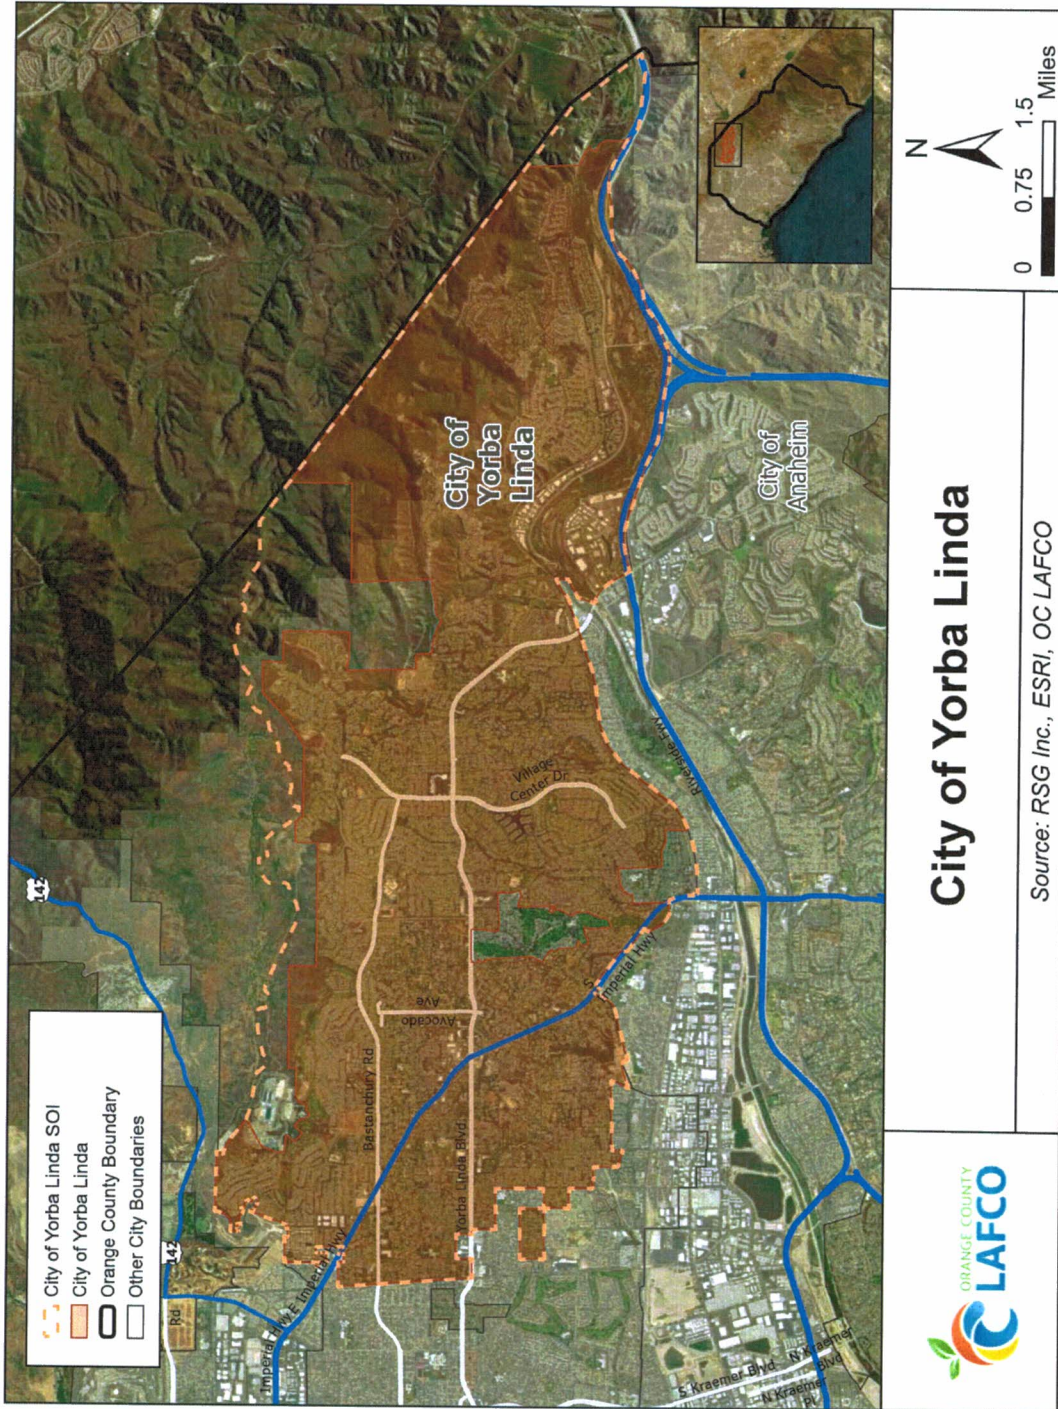 City of Yorba Linda SOI
City of Yorba Linda
Orange County Boundary
Other City Boundaries
142
142
Rd
Imperial Hwy
E Imperial Hwy
Bastanchury Rd
Avocado
Ave
Yorba Linda Blvd.
S
Imperial Hwy
Village
Center Dr
City of
Yorba
Linda
Riverside Fwy
City of
Anaheim
S Kraemer Blvd
N Kraemer
Blvd
N Kraemer
Pl
ORANGE COUNTY
LAFCO
City of Yorba Linda
Source: RSG Inc., ESRI, OC LAFCO
N
0 0.75 1.5
Miles